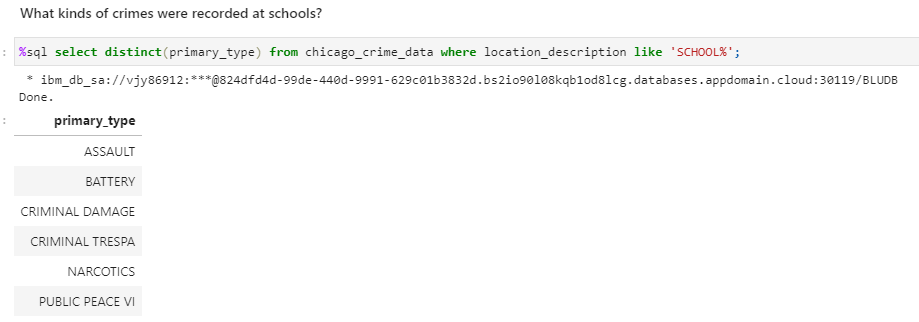 What kinds of crimes were recorded at schools?
: %sql select distinct(primary_type) from chicago_crime_data where location_description like 'SCHOOL%';
* ibm_db_sa://vjy86912:***@824dfd4d-99de-440d-9991-629c01b3832d.bs2io90l08kqb1od8lcg.databases.appdomain.cloud:30119/BLUDB
Done.
: primary_type
ASSAULT
BATTERY
CRIMINAL DAMAGE
CRIMINAL TRESPA
NARCOTICS
PUBLIC PEACE VI